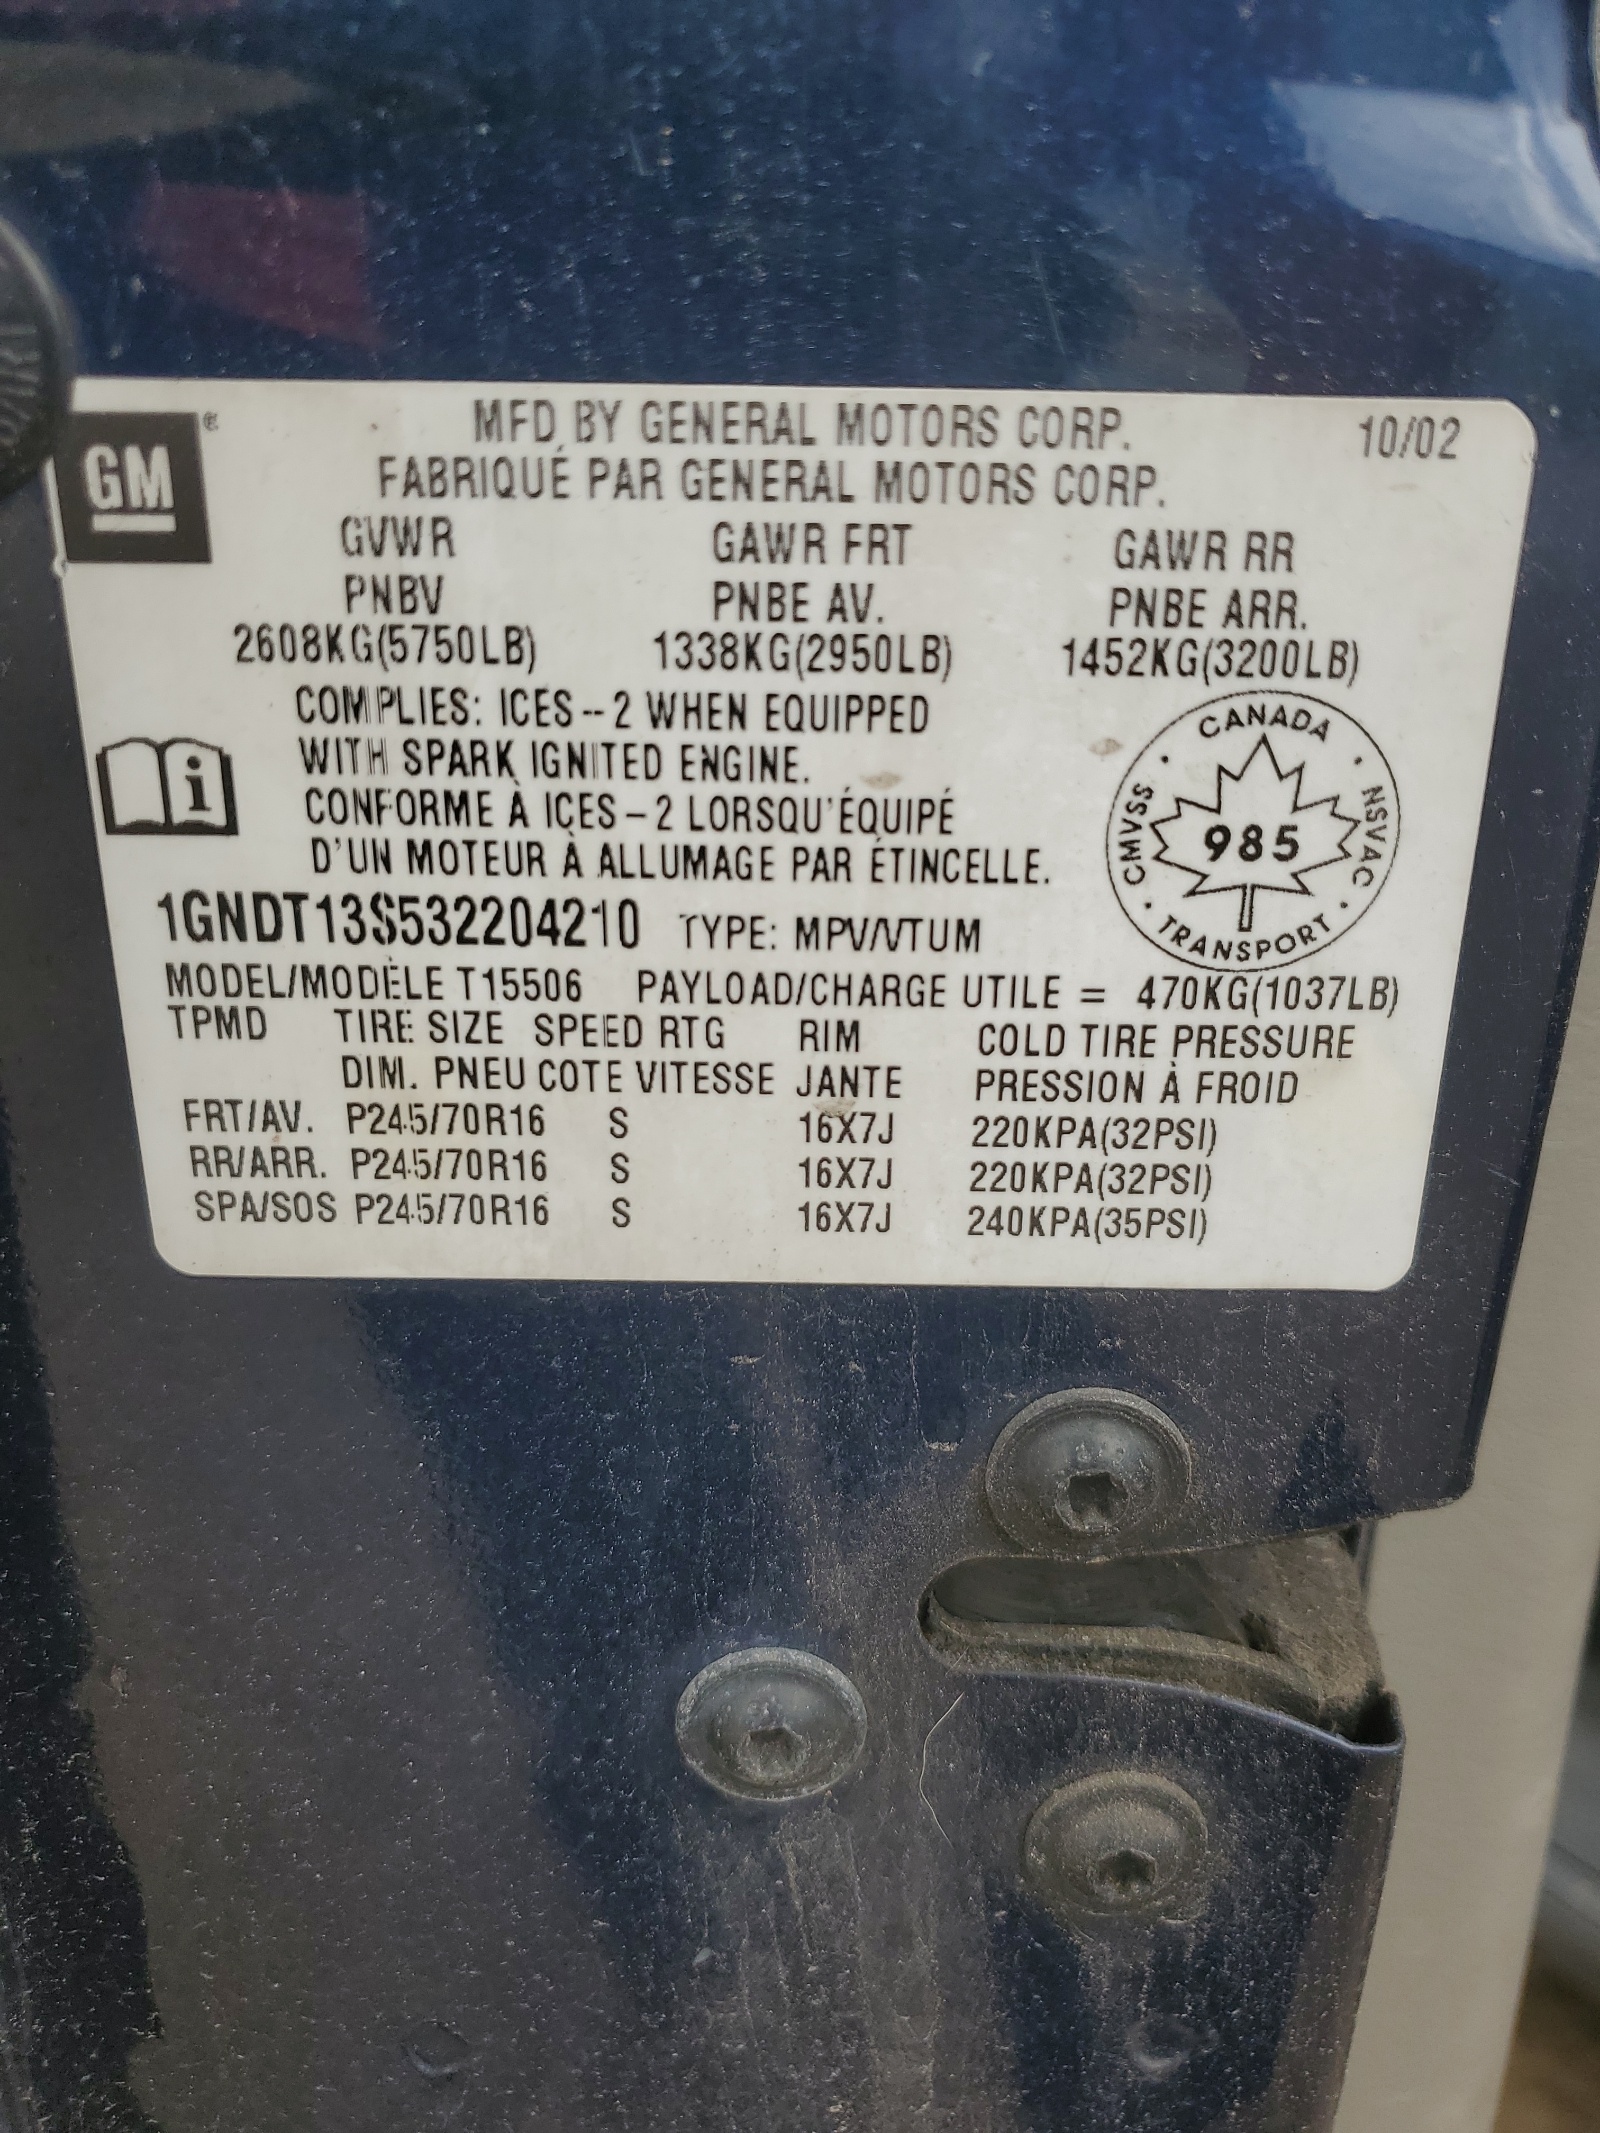 MFD BY GENERAL MOTORS CORP. 10/02
FABRIQUÉ PAR GENERAL MOTORS CORP.
GM®
GVWR GAWR FRT GAWR RR
PNBV PNBE AV. PNBE ARR.
2608KG(5750LB) 1338KG(2950LB) 1452KG(3200LB)
COMPLIES: ICES--2 WHEN EQUIPPED
WITH SPARK IGNITED ENGINE.
CONFORME À ICES-2 LORSQU'ÉQUIPÉ
D'UN MOTEUR À ALLUMAGE PAR ÉTINCELLE.
i
CANADA
CMVSS · NSVAC
985
TRANSPORT
1GNDT13S532204210 TYPE: MPV/VTUM
MODEL/MODÈLE T15506 PAYLOAD/CHARGE UTILE = 470KG(1037LB)
TPMD TIRE SIZE SPEED RTG RIM COLD TIRE PRESSURE
DIM. PNEU COTE VITESSE JANTE PRESSION À FROID
FRT/AV. P245/70R16 S 16X7J 220KPA(32PSI)
RR/ARR. P245/70R16 S 16X7J 220KPA(32PSI)
SPA/SOS P245/70R16 S 16X7J 240KPA(35PSI)